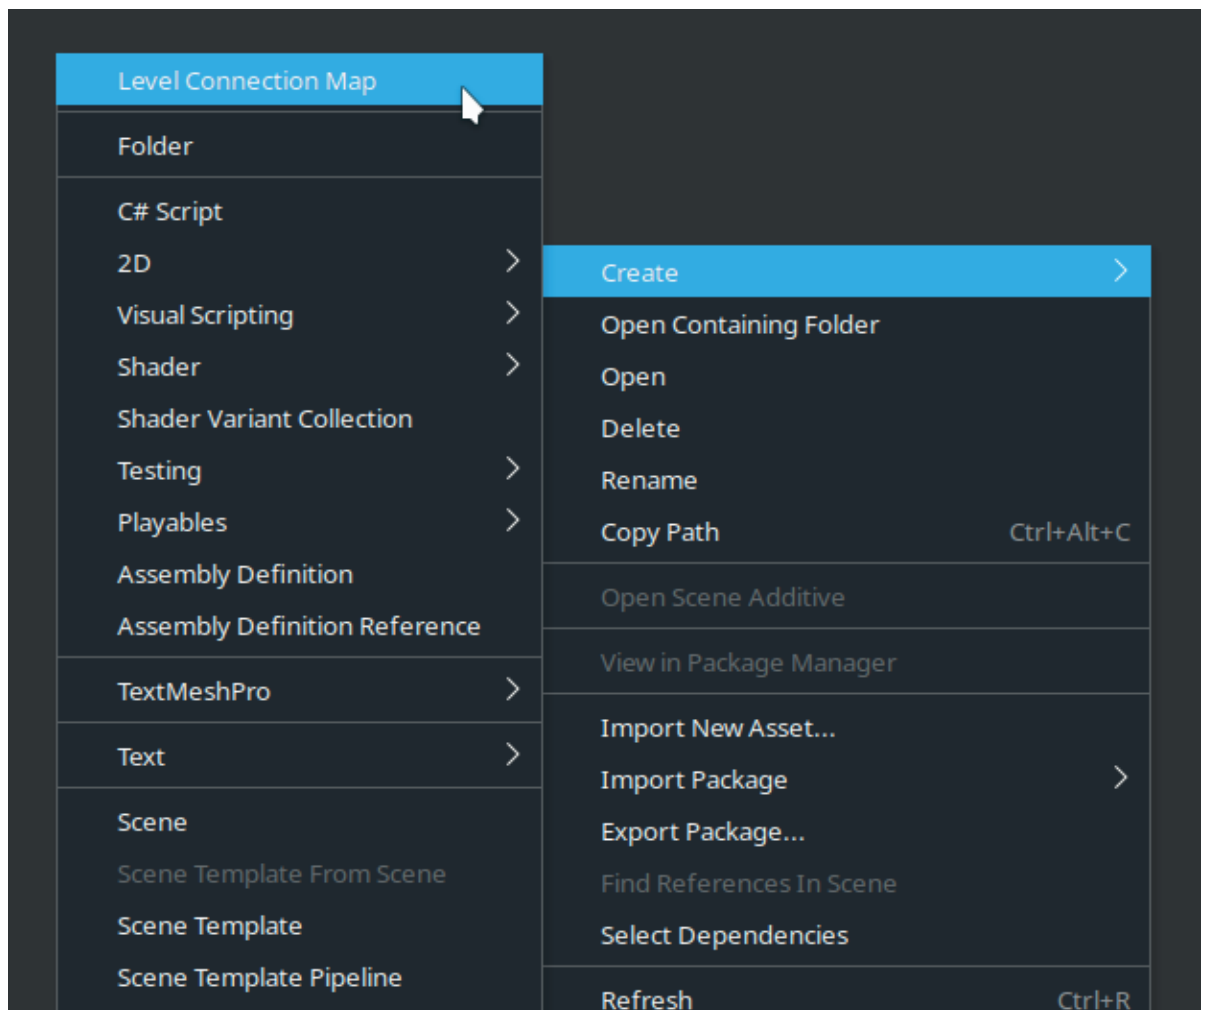 Level Connection Map
Folder
C# Script
2D
Visual Scripting
Shader
Shader Variant Collection
Testing
Playables
Assembly Definition
Assembly Definition Reference
TextMeshPro
Text
Scene
Scene Template From Scene
Scene Template
Scene Template Pipeline
Create
Open Containing Folder
Open
Delete
Rename
Copy Path Ctrl+Alt+C
Open Scene Additive
View in Package Manager
Import New Asset...
Import Package
Export Package...
Find References In Scene
Select Dependencies
Refresh Ctrl+R